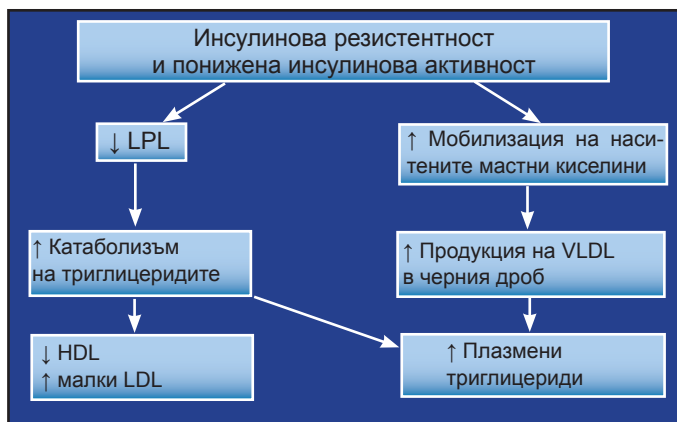 Инсулинова резистентност
и понижена инсулинова активност
↓ LPL
↑ Мобилизация на наси-
тените мастни киселини
↑ Катаболизъм
на триглицеридите
↑ Продукция на VLDL
в черния дроб
↓ HDL
↑ малки LDL
↑ Плазмени
триглицериди